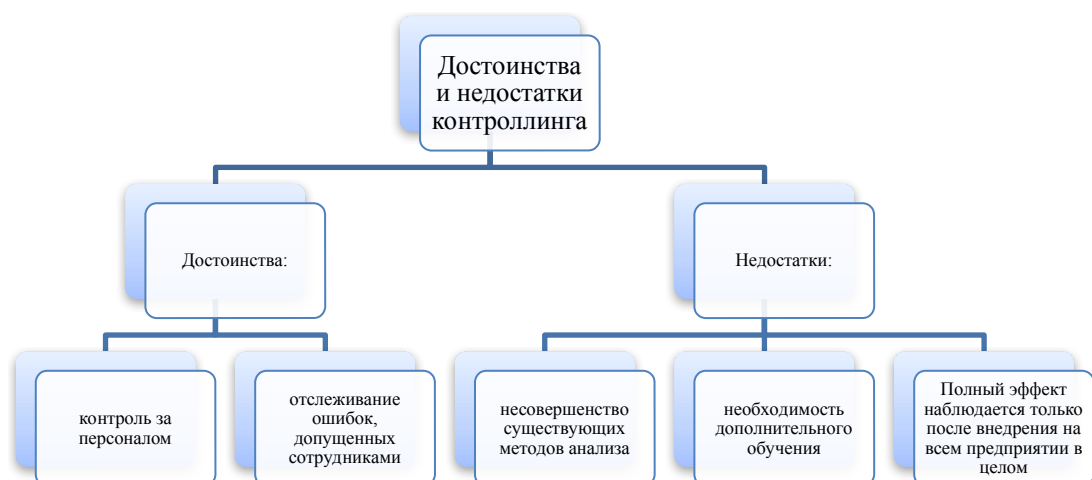 Достоинства
и недостатки
контроллинга
Достоинства:
Недостатки:
контроль за
персоналом
отслеживание
ошибок,
допущенных
сотрудниками
несовершенство
существующих
методов анализа
необходимость
дополнительного
обучения
Полный эффект
наблюдается только
после внедрения на
всем предприятии в
целом